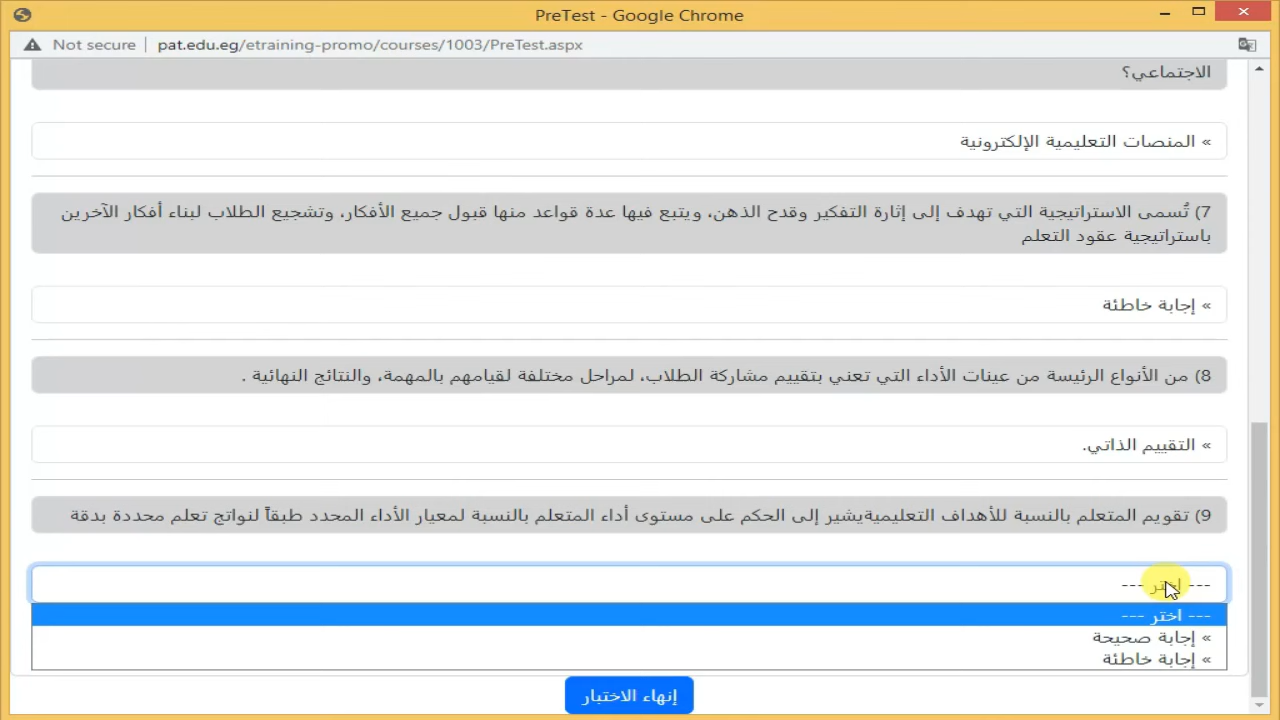 PreTest - Google Chrome
Not secure | pat.edu.eg/etraining-promo/courses/1003/PreTest.aspx
الاجتماعي؟
» المنصات التعليمية الإلكترونية
7) تُسمى الاستراتيجية التي تهدف إلى إثارة التفكير وقدح الذهن، ويتبع فيها عدة قواعد منها قبول جميع الأفكار، وتشجيع الطلاب لبناء أفكار الآخرين
باستراتيجية عقود التعلم
» إجابة خاطئة
8) من الأنواع الرئيسة من عينات الأداء التي تعني بتقييم مشاركة الطلاب، لمراحل مختلفة لقيامهم بالمهمة، والنتائج النهائية .
» التقييم الذاتي.
9) تقويم المتعلم بالنسبة للأهداف التعليميةيشير إلى الحكم على مستوى أداء المتعلم بالنسبة لمعيار الأداء المحدد طبقاً لنواتج تعلم محددة بدقة
--- اختر ---
--- اختر ---
» إجابة صحيحة
» إجابة خاطئة
إنهاء الاختبار